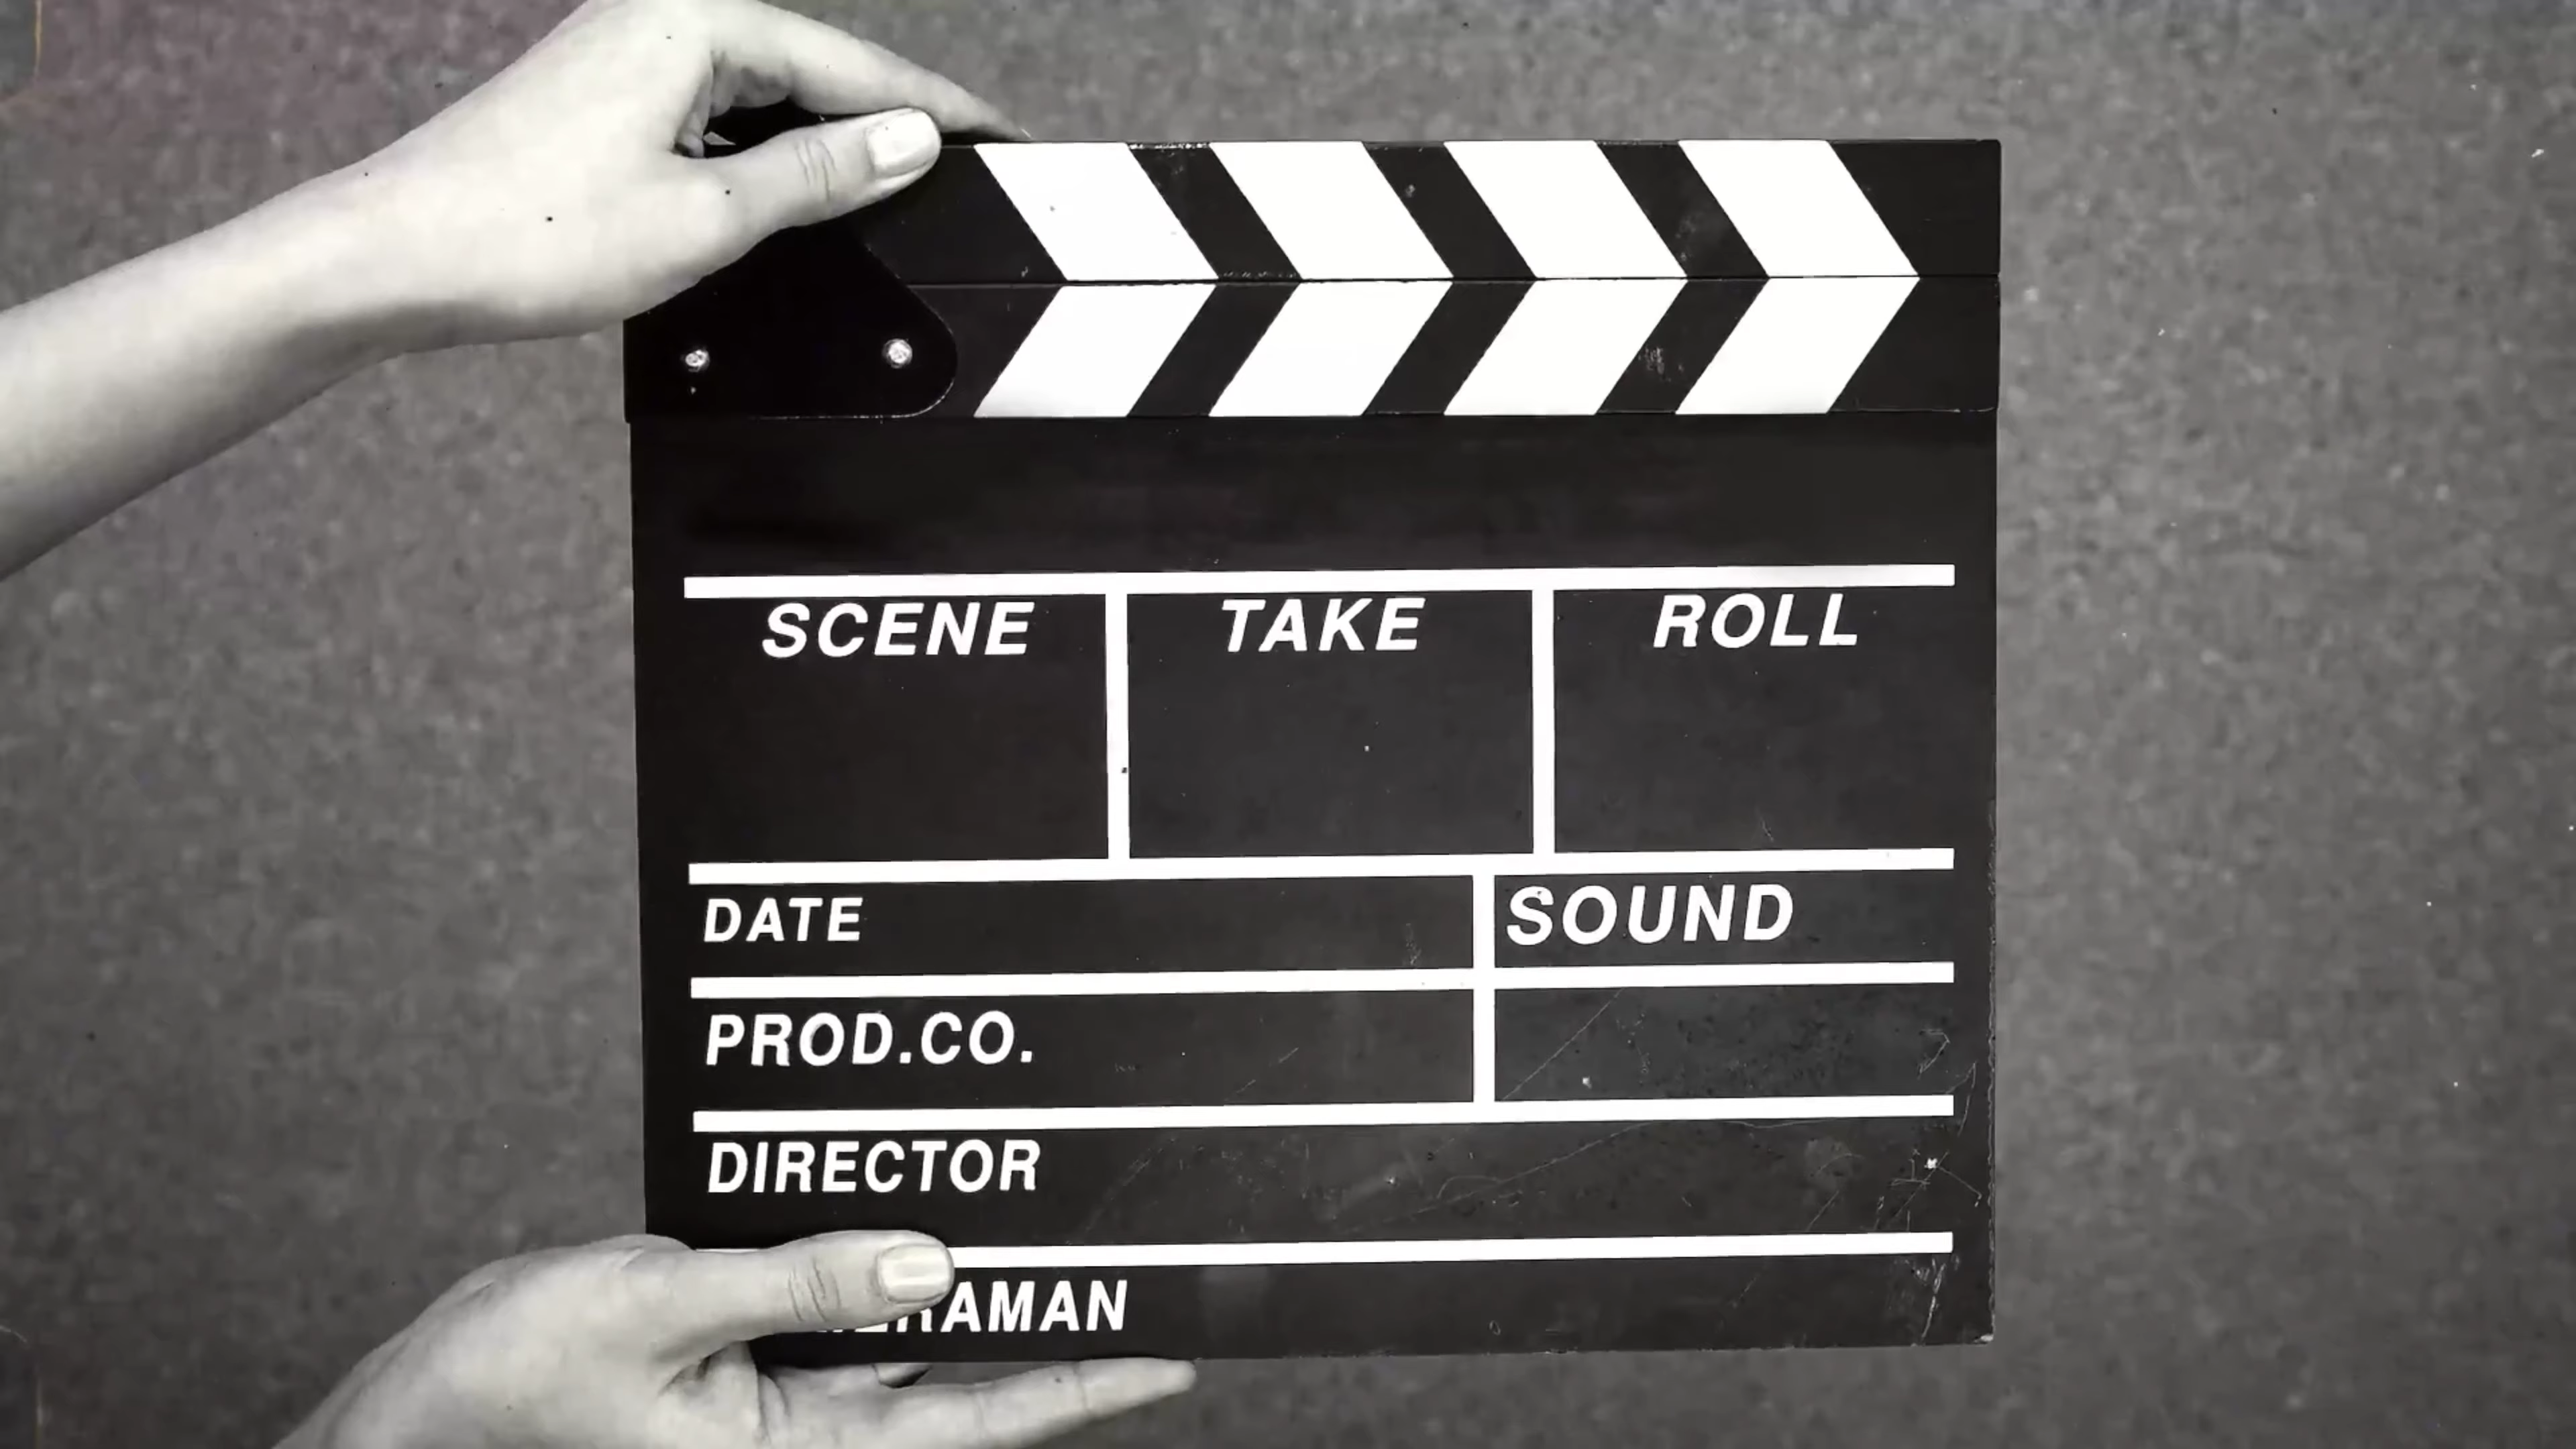 SCENE TAKE ROLL
DATE SOUND
PROD.CO.
DIRECTOR